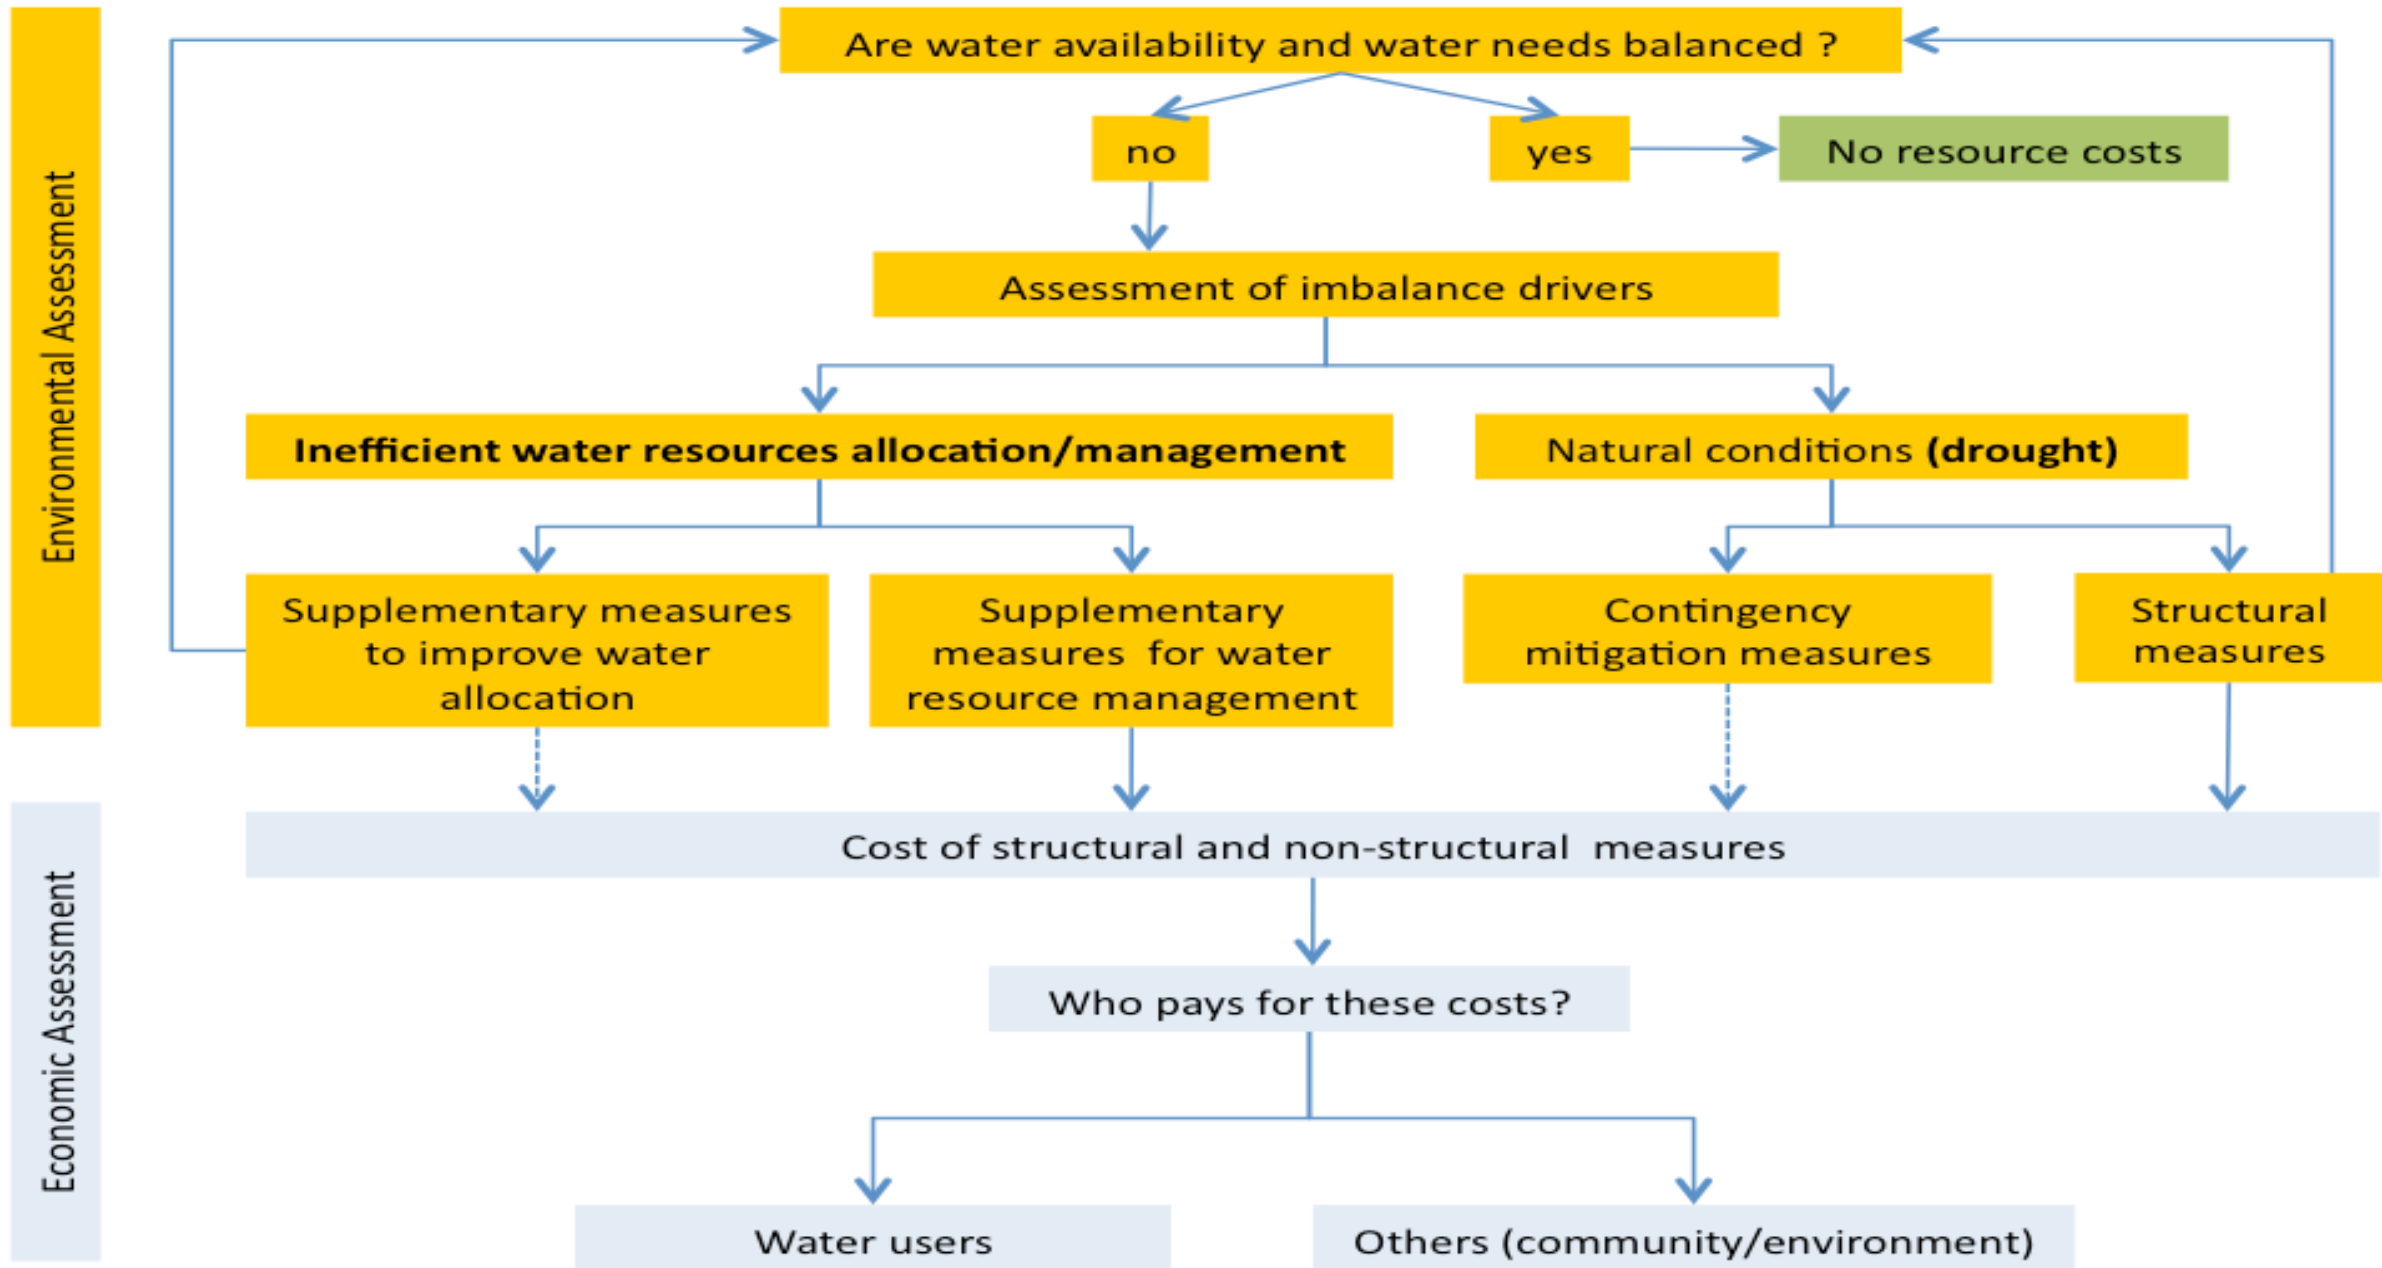 Environmental Assessment
Are water availability and water needs balanced ?
no
yes
No resource costs
Assessment of imbalance drivers
Inefficient water resources allocation/management
Natural conditions (drought)
Supplementary measures
to improve water
allocation
Supplementary
measures for water
resource management
Contingency
mitigation measures
Structural
measures
Economic Assessment
Cost of structural and non-structural measures
Who pays for these costs?
Water users
Others (community/environment)